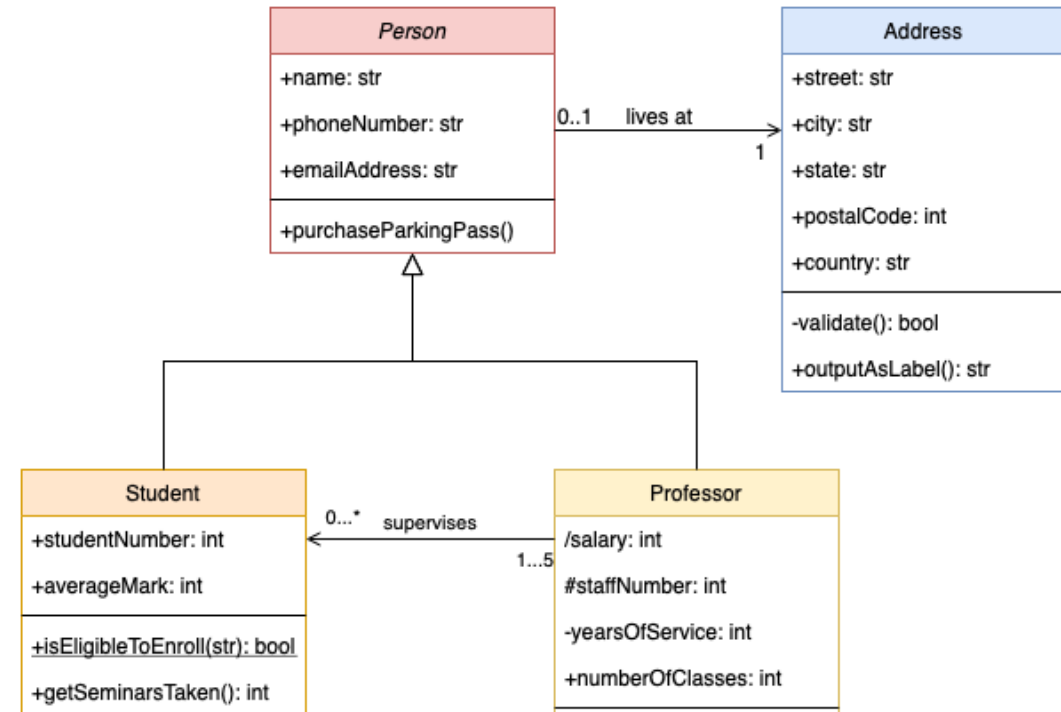 Person
+name: str
+phoneNumber: str
+emailAddress: str
+purchaseParkingPass()
0..1 lives at
1
Address
+street: str
+city: str
+state: str
+postalCode: int
+country: str
-validate(): bool
+outputAsLabel(): str
Student
+studentNumber: int
+averageMark: int
+isEligibleToEnroll(str): bool
+getSeminarsTaken(): int
0...* supervises
1...5
Professor
/salary: int
#staffNumber: int
-yearsOfService: int
+numberOfClasses: int